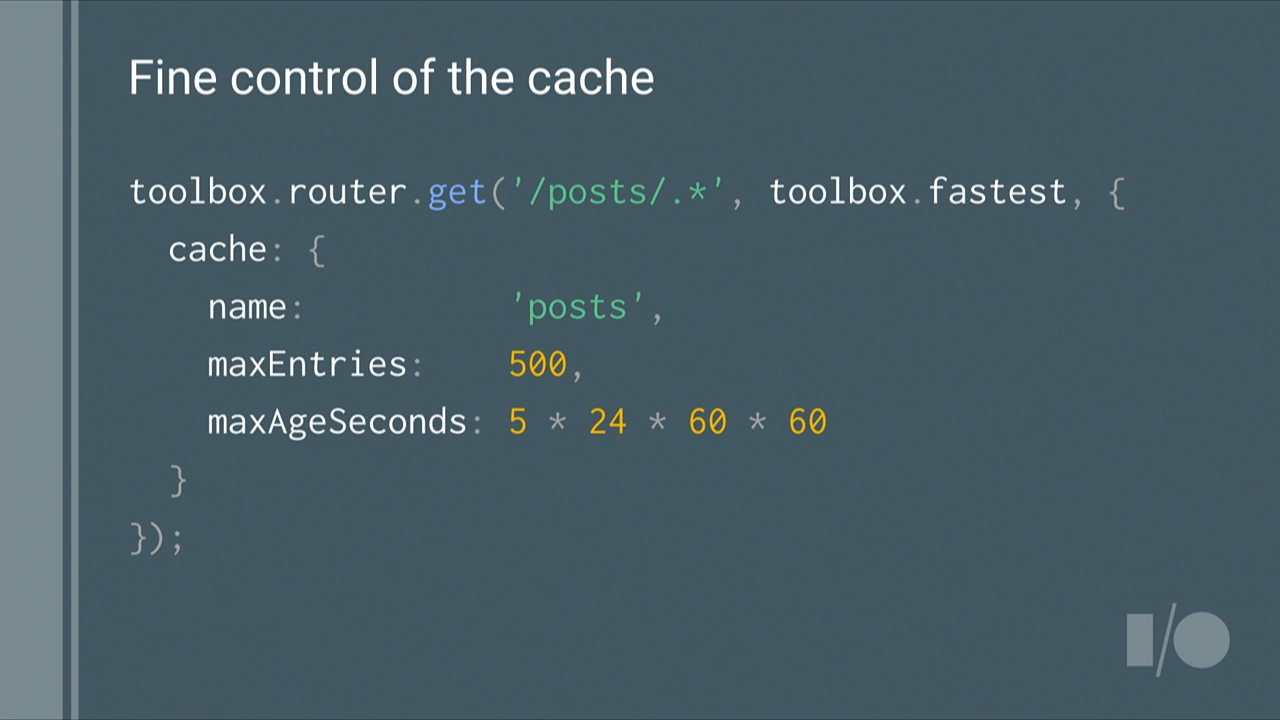 Fine control of the cache
toolbox.router.get('/posts/.*', toolbox.fastest, {
  cache: {
    name:          'posts',
    maxEntries:    500,
    maxAgeSeconds: 5 * 24 * 60 * 60
  }
});
I/O